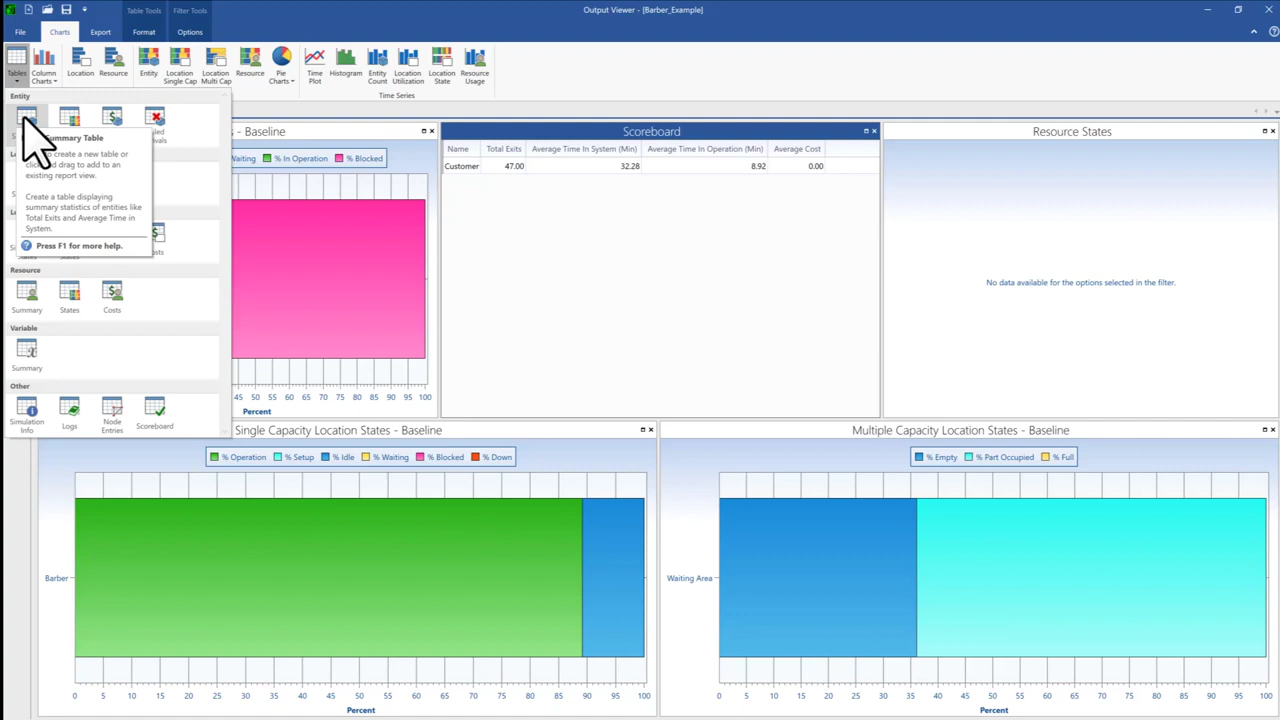 Table Tools
Filter Tools
Output Viewer - [Barber_Example]
File
Charts
Export
Format
Options
Tables
Column Charts
Location
Resource
Entity
Location Single Cap
Location Multi Cap
Resource
Pie Charts
Time Plot
Histogram
Entity Count
Location Utilization
Location State
Resource Usage
Time Series
Entity
Summary Table
to create a new table or
and drag to add to an
existing report view.
Create a table displaying
summary statistics of entities like
Total Exits and Average Time in
System.
Press F1 for more help.
Resource
Summary
States
Costs
Variable
Summary
Other
Simulation Info
Logs
Node Entries
Scoreboard
- Baseline
% In Operation
% Blocked
45 50 55 60 65 70 75 80 85 90 95 100
Percent
Scoreboard
Name Total Exits Average Time In System (Min) Average Time In Operation (Min) Average Cost
Customer 47.00 32.28 8.92 0.00
Resource States
No data available for the options selected in the filter.
Single Capacity Location States - Baseline
% Operation % Setup % Idle % Waiting % Blocked % Down
Barber
0 5 10 15 20 25 30 35 40 45 50 55 60 65 70 75 80 85 90 95 100
Percent
Multiple Capacity Location States - Baseline
% Empty % Part Occupied % Full
Waiting Area
0 5 10 15 20 25 30 35 40 45 50 55 60 65 70 75 80 85 90 95 100
Percent